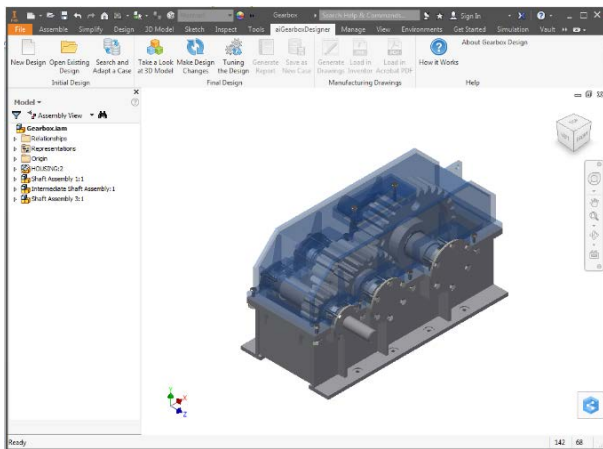 Gearbox Search Help & Commands... Sign In
File Assemble Simplify Design 3D Model Sketch Inspect Tools aiGearboxDesigner Manage View Environments Get Started Simulation Vault
New Design Open Existing Design Search and Adapt a Case Take a Look at 3D Model Make Design Changes Tuning the Design Generate Report Save as New Case Generate Drawings Load in Inventor Load in Acrobat PDF How it Works About Gearbox Design
Initial Design Final Design Manufacturing Drawings Help
Model
Assembly View
Gearbox.iam
Relationships
Representations
Origin
HOUSING:2
Shaft Assembly 1:1
Intermediate Shaft Assembly:1
Shaft Assembly 3:1
Y
X
Z
Ready 142 68